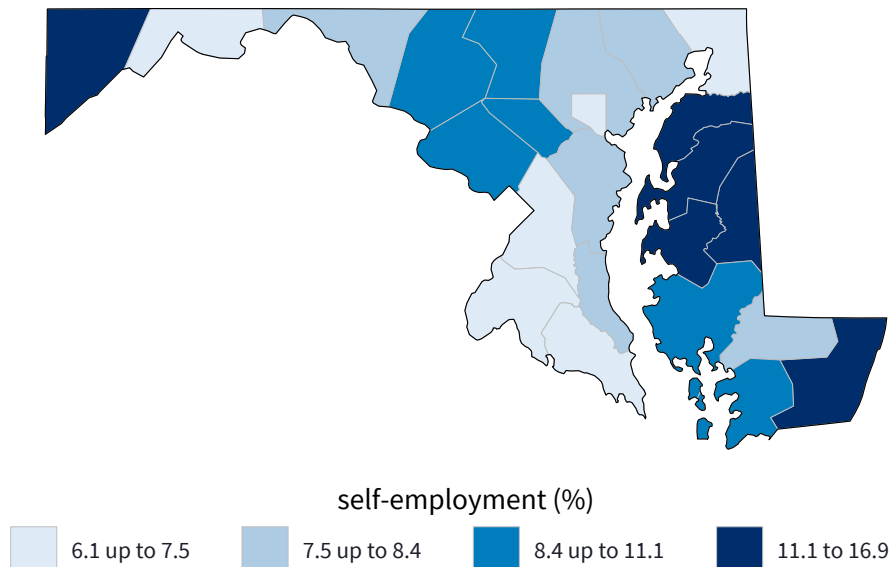 self-employment (%)
6.1 up to 7.5
7.5 up to 8.4
8.4 up to 11.1
11.1 to 16.9